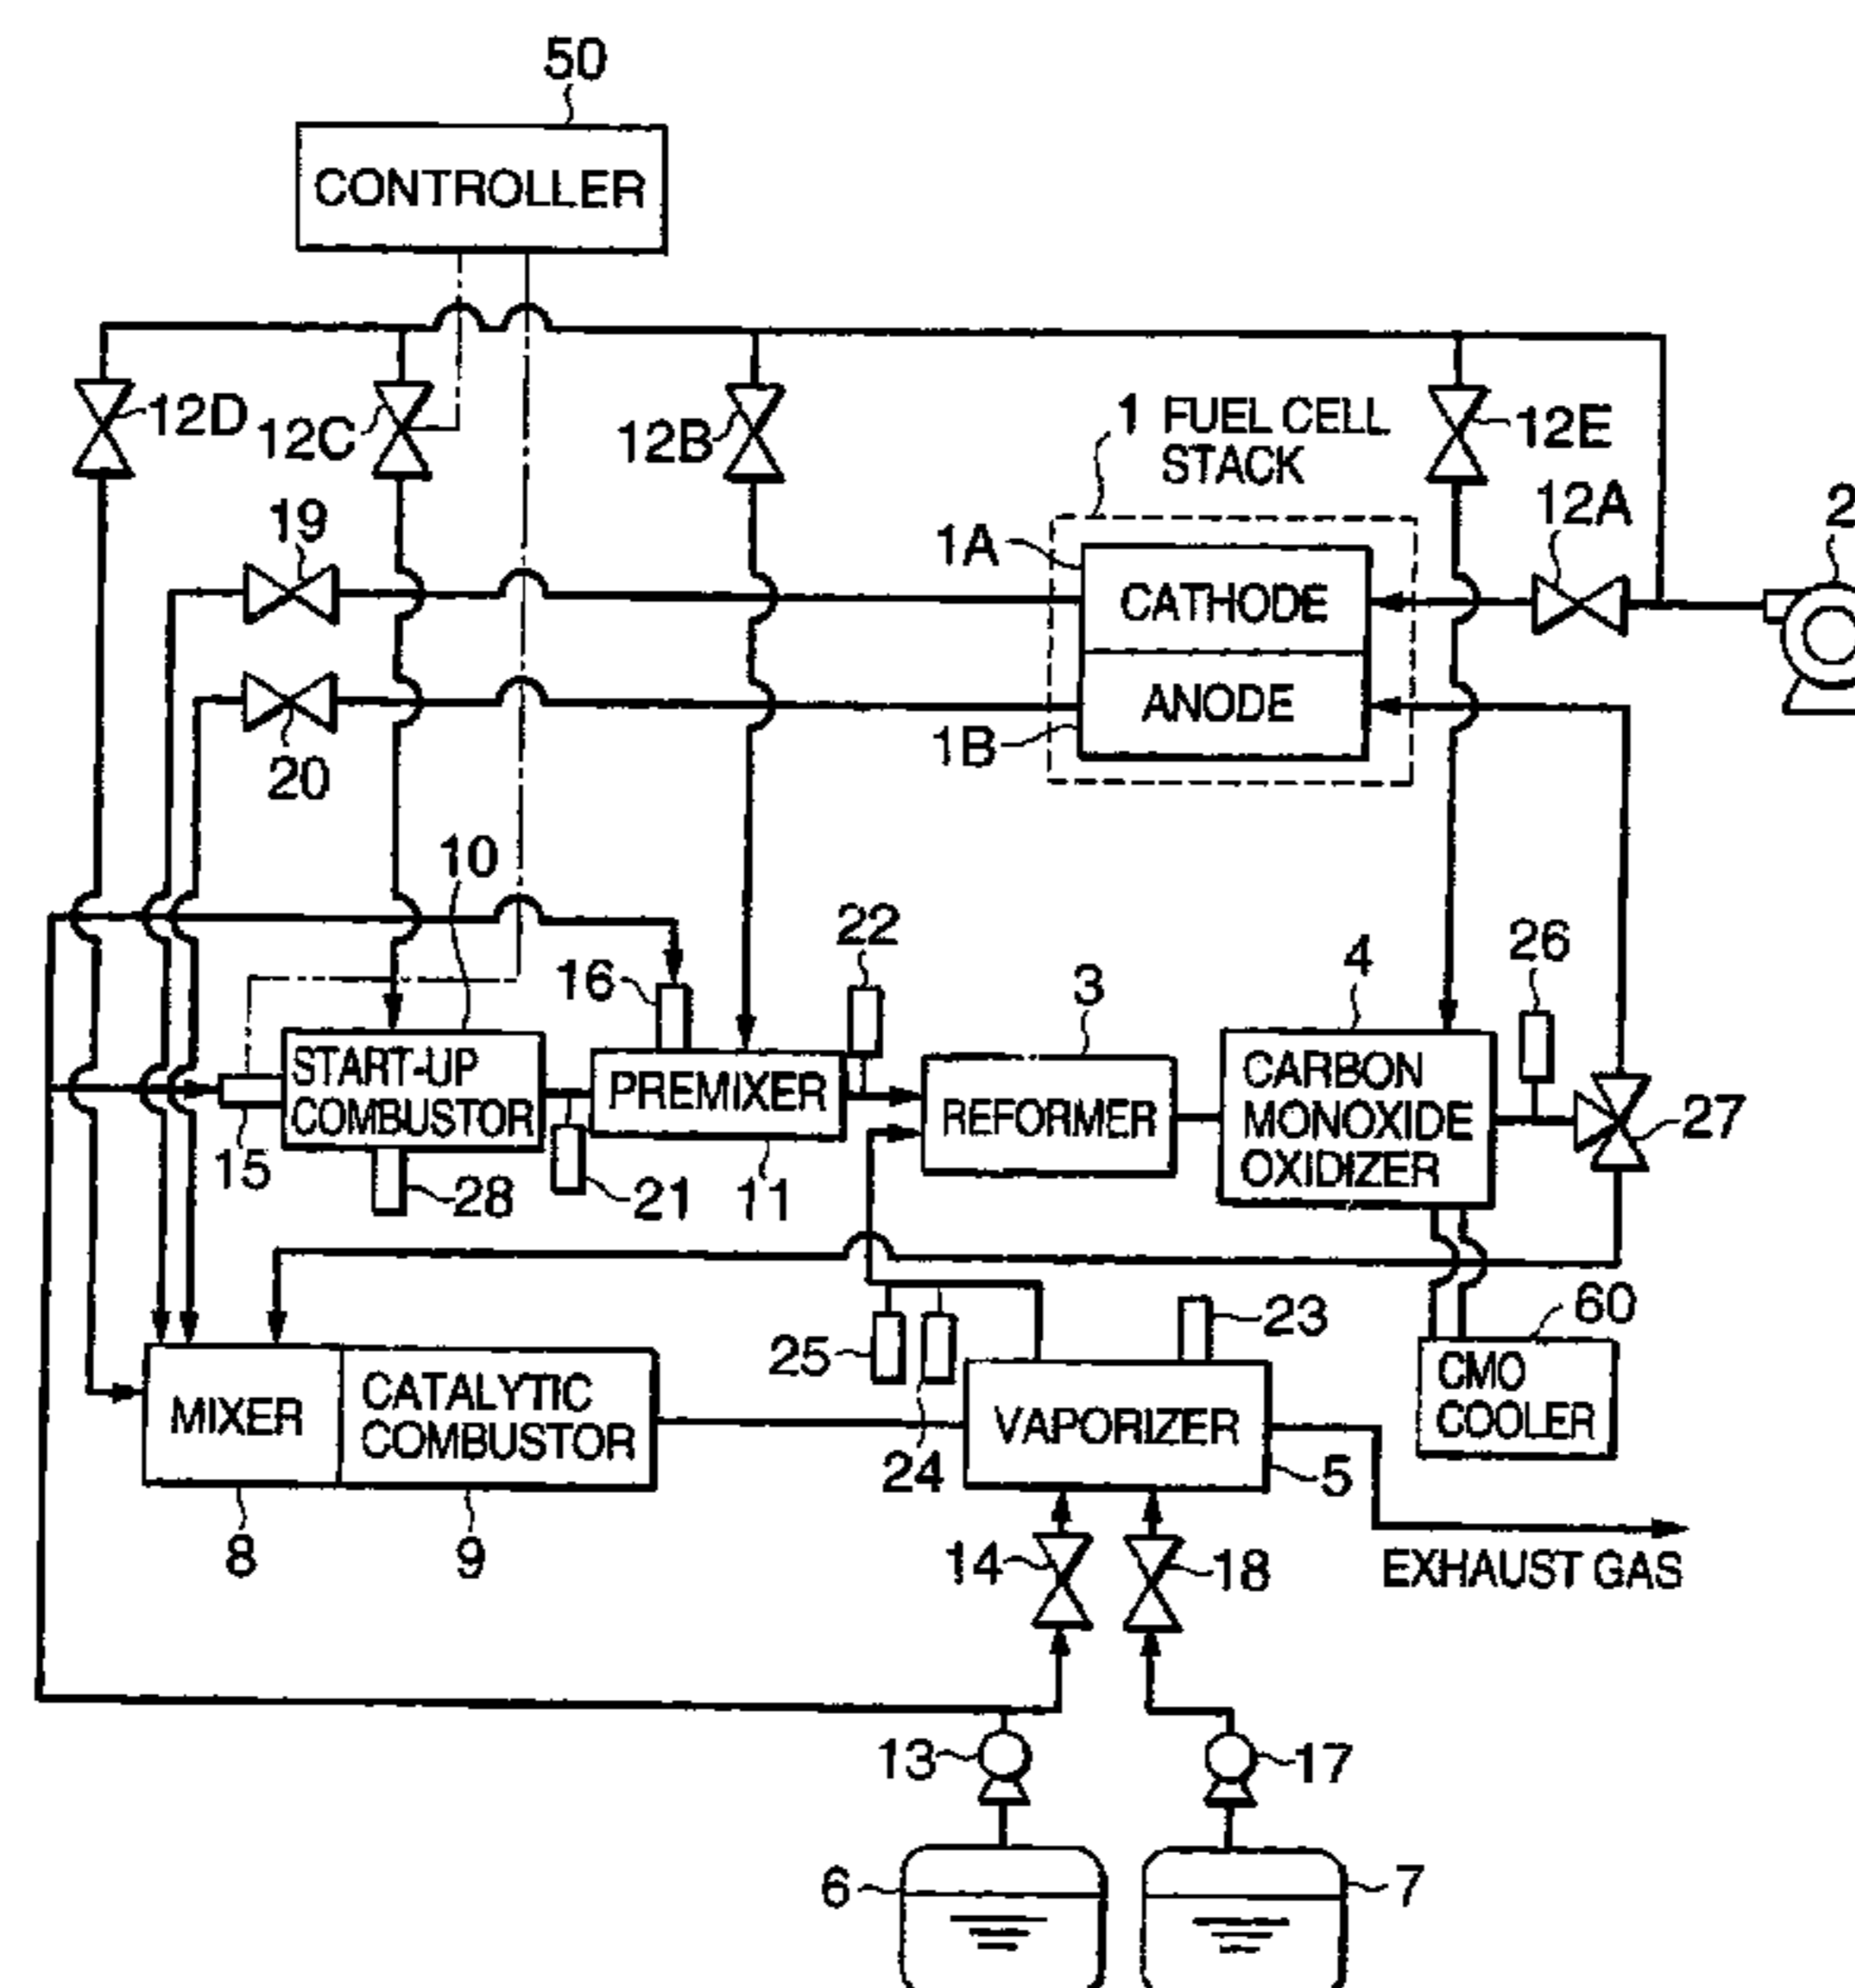 50
CONTROLLER
12D
12C
12B
1 FUEL CELL
STACK
12E
12A
2
19
1A
CATHODE
ANODE
1B
20
10
22
26
16
3
4
START-UP
COMBUSTOR
PREMIXER
REFORMER
CARBON
MONOXIDE
OXIDIZER
27
15
28
21
11
60
25
23
CMO
COOLER
MIXER
CATALYTIC
COMBUSTOR
VAPORIZER
24
5
8
9
14
18
EXHAUST GAS
13
17
6
7